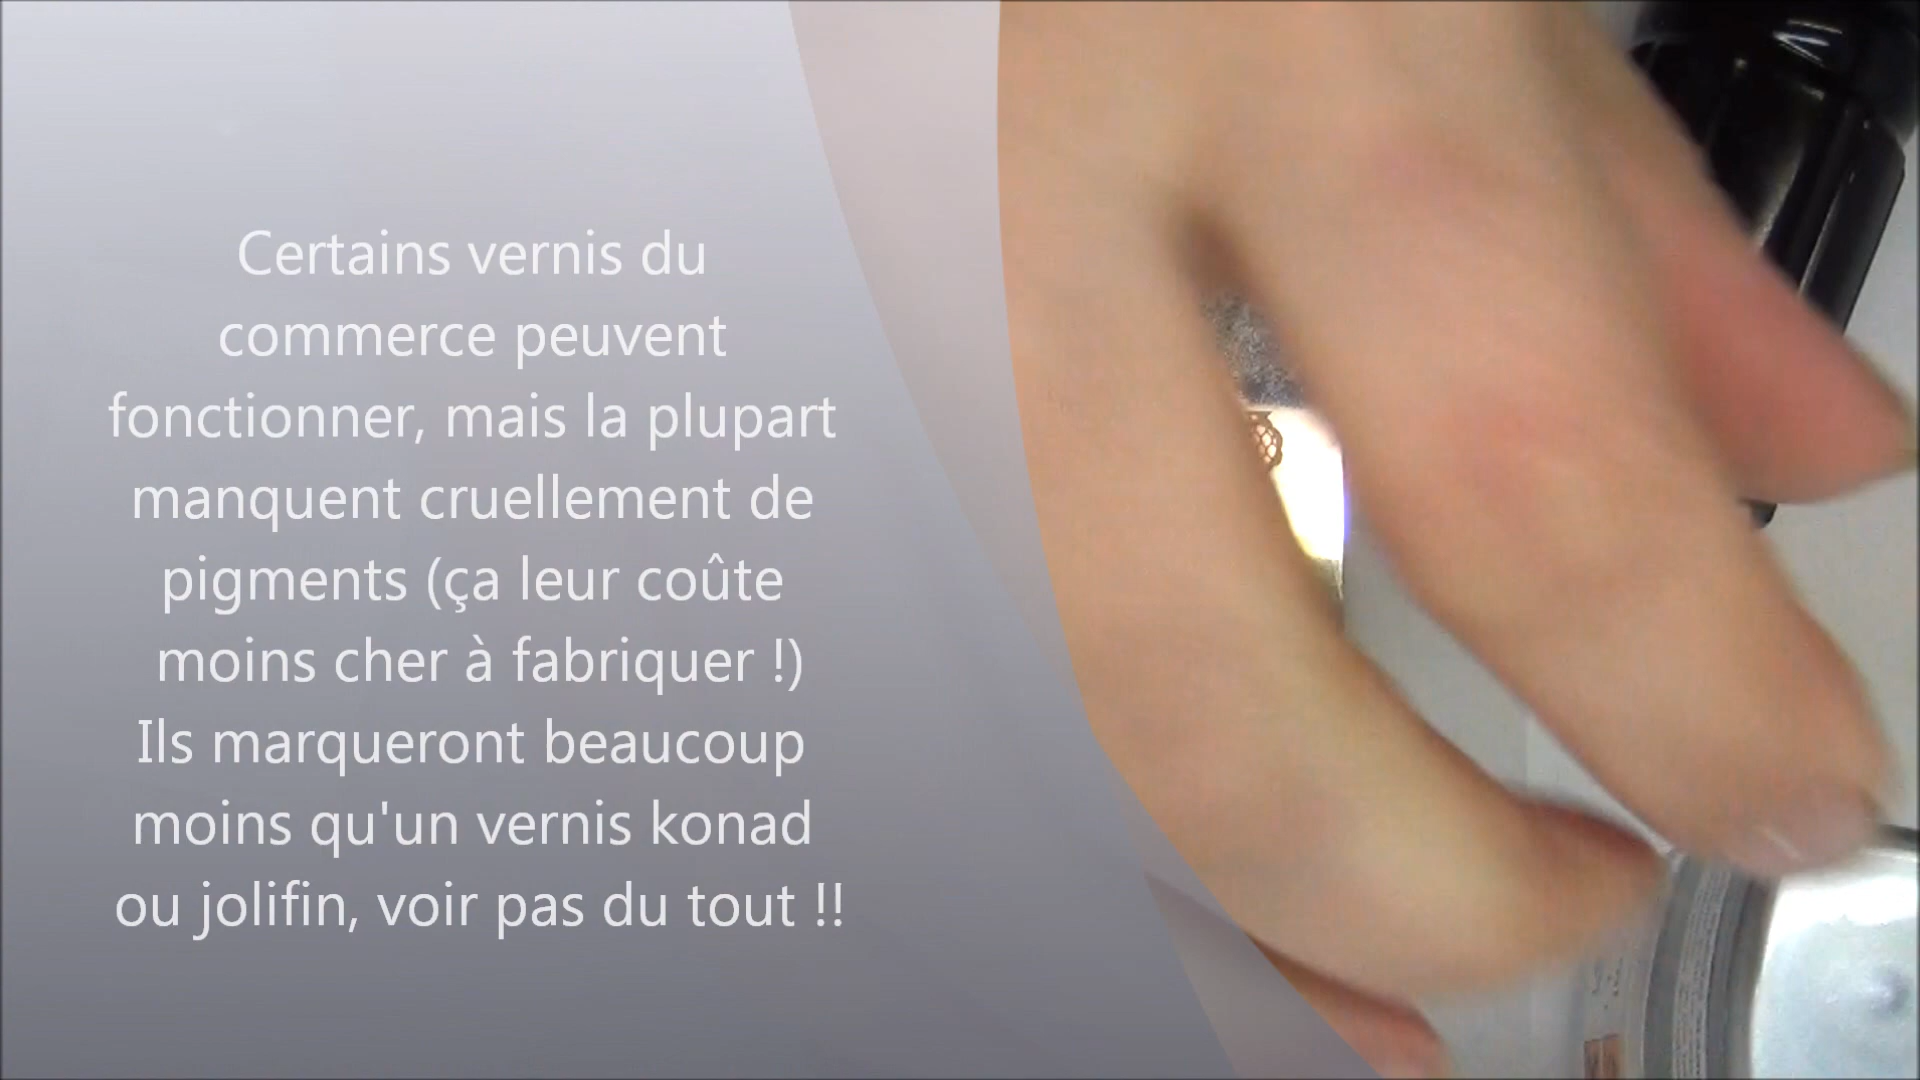 Certains vernis du
commerce peuvent
fonctionner, mais la plupart
manquent cruellement de
pigments (ça leur coûte
moins cher à fabriquer !)
Ils marqueront beaucoup
moins qu'un vernis konad
ou jolifin, voir pas du tout !!